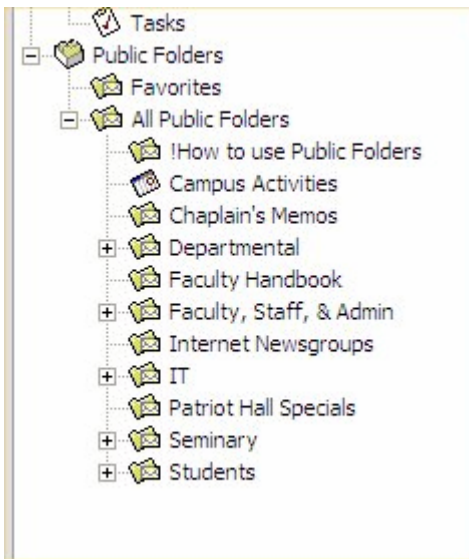 Tasks
Public Folders
Favorites
All Public Folders
!How to use Public Folders
Campus Activities
Chaplain's Memos
Departmental
Faculty Handbook
Faculty, Staff, & Admin
Internet Newsgroups
IT
Patriot Hall Specials
Seminary
Students